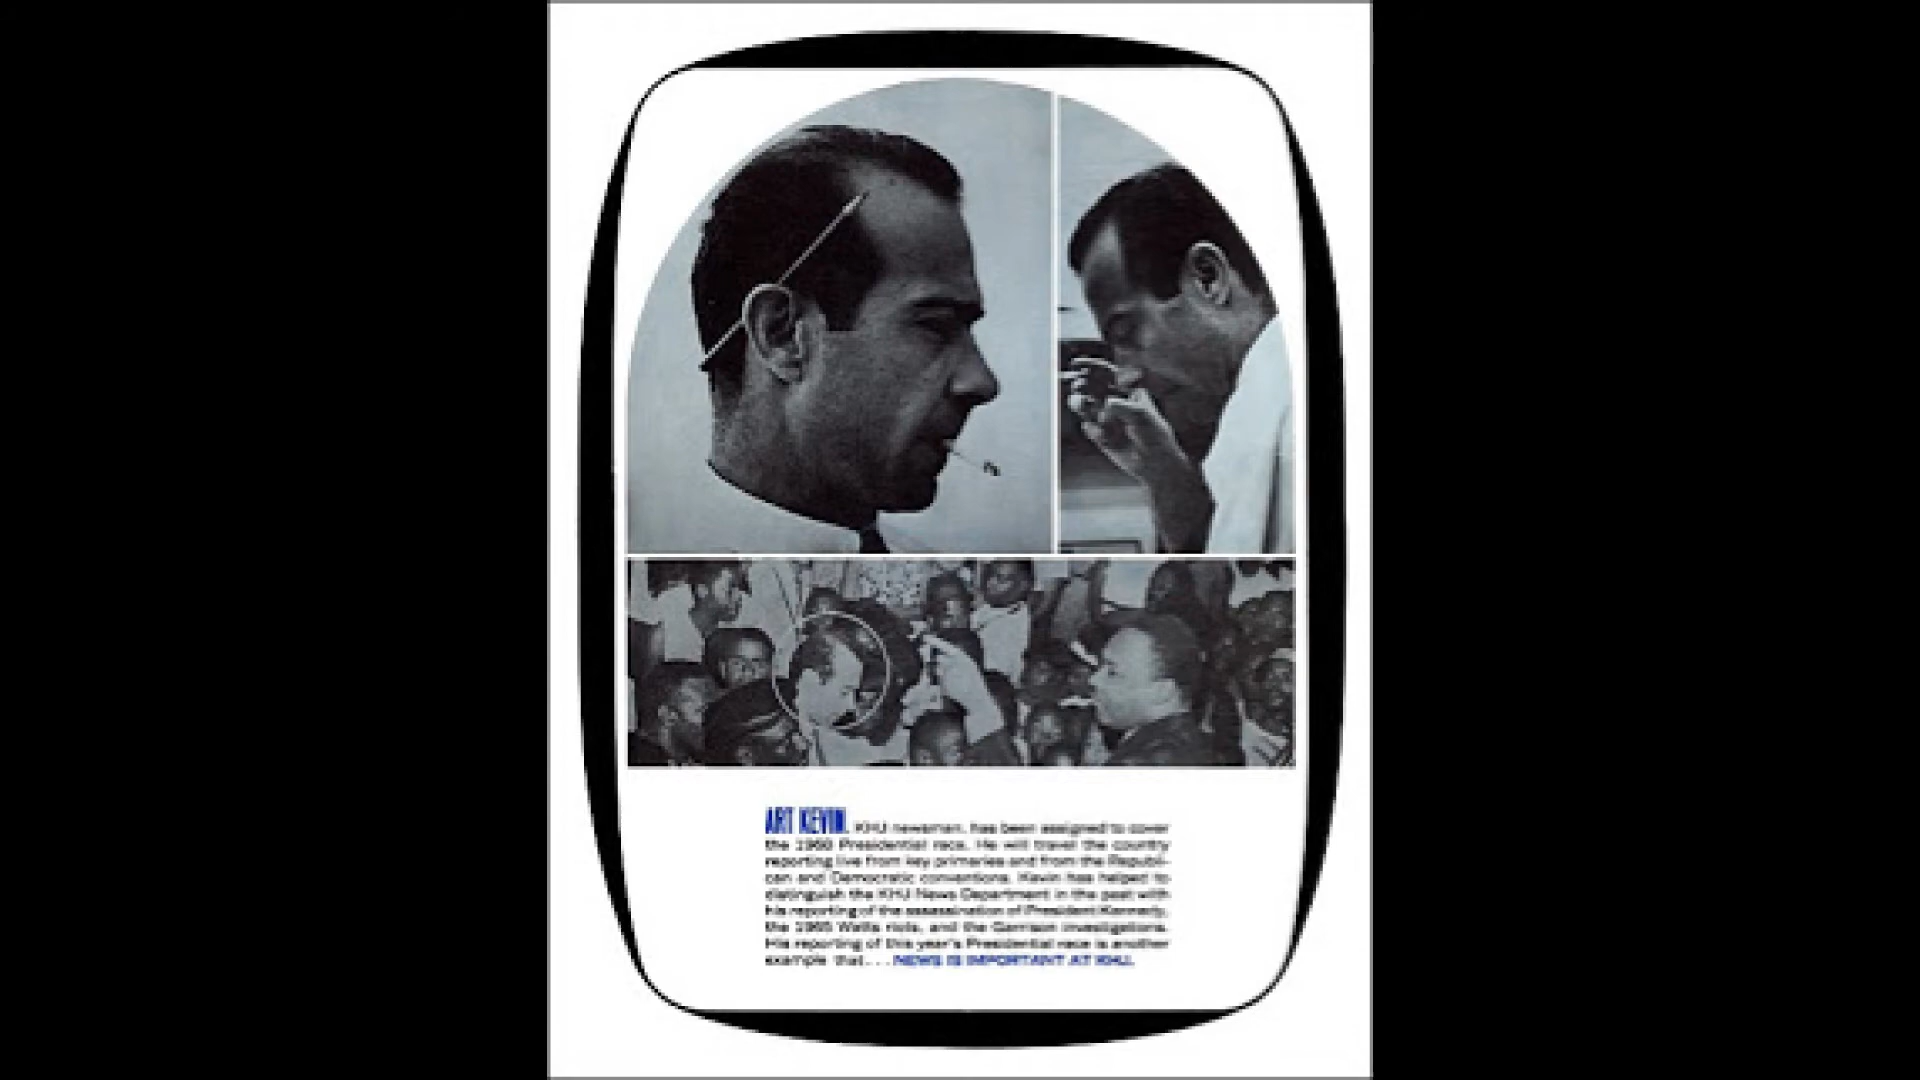 ART KEVIN, KHJ newsman, has been assigned to cover
the 1968 Presidential race. He will travel the country
reporting live from key primaries and from the Republi-
can and Democratic conventions. Kevin has helped to
distinguish the KHJ News Department in the past with
his reporting of the assassination of President Kennedy,
the 1965 Watts riots, and the Garrison investigations.
His reporting of this year's Presidential race is another
example that... NEWS IS IMPORTANT AT KHJ.